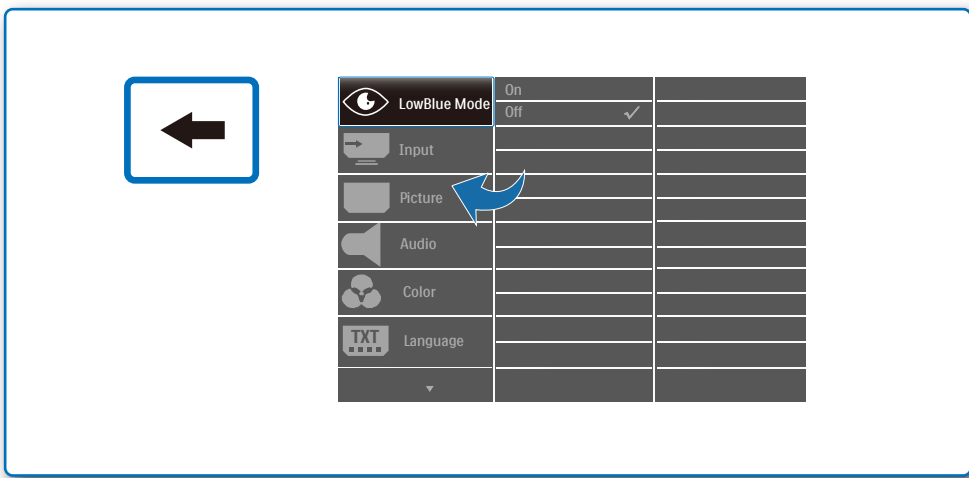 LowBlue Mode
On
Off
Input
Picture
Audio
Color
TXT
Language